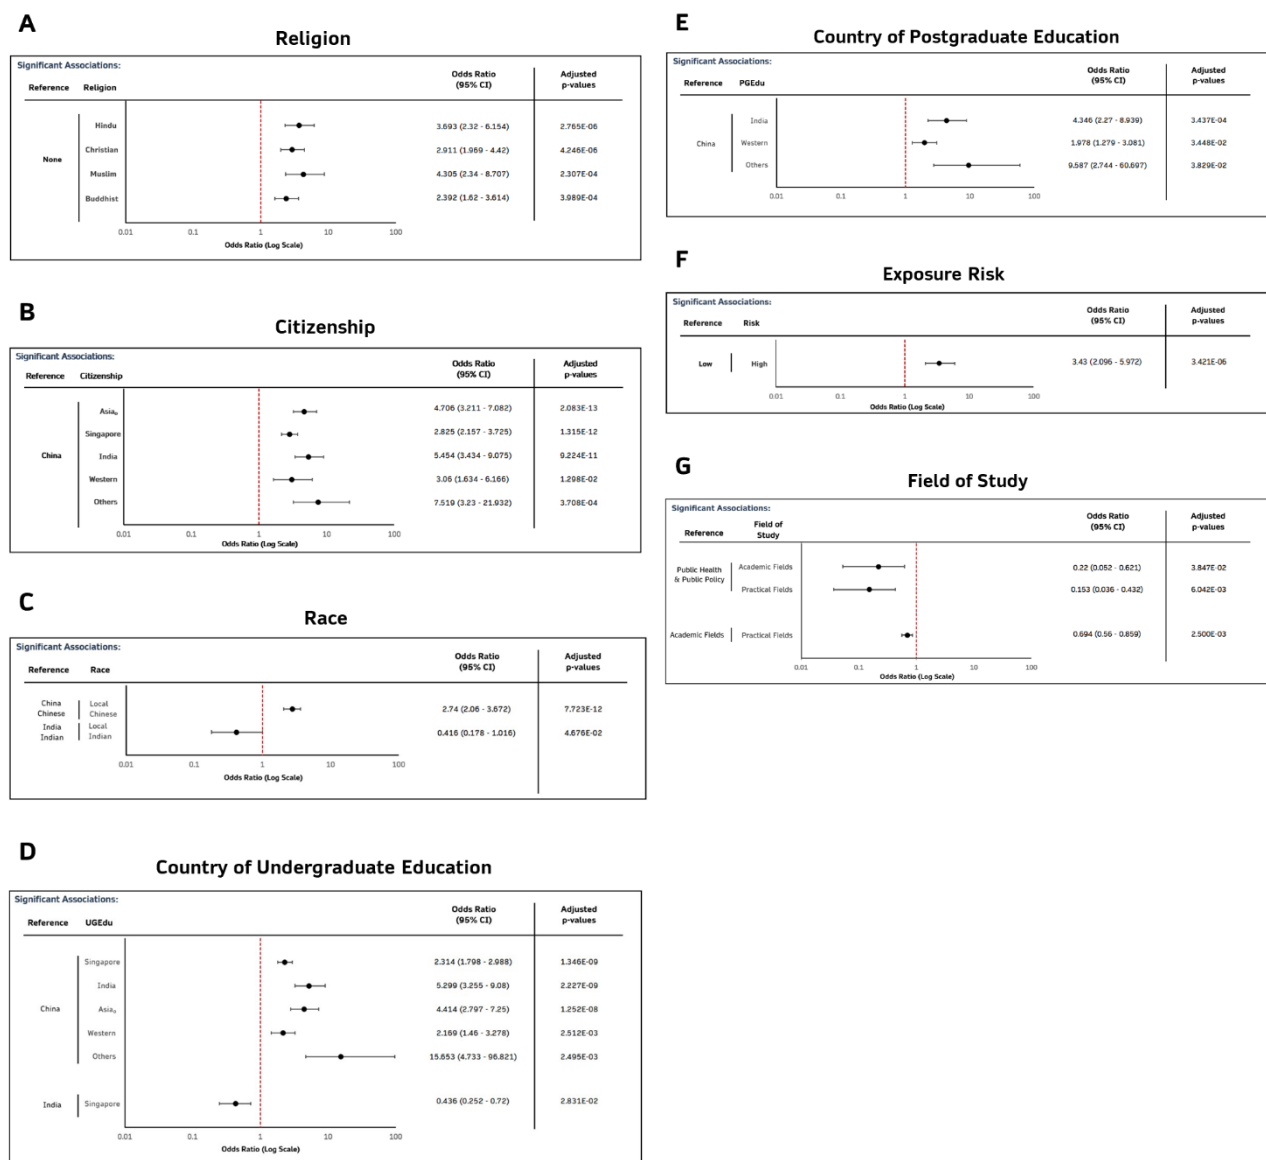 A
Religion
Significant Associations:
Reference Religion Odds Ratio (95% CI) Adjusted p-values
None
Hindu 3.693 (2.32 - 6.154) 2.765E-06
Christian 2.911 (1.969 - 4.42) 4.246E-06
Muslim 4.305 (2.34 - 8.707) 2.307E-04
Buddhist 2.392 (1.62 - 3.614) 3.989E-04
0.01 0.1 1 10 100
Odds Ratio (Log Scale)
B
Citizenship
Significant Associations:
Reference Citizenship Odds Ratio (95% CI) Adjusted p-values
China
Asiaᵤ 4.706 (3.211 - 7.082) 2.083E-13
Singapore 2.825 (2.157 - 3.725) 1.315E-12
India 5.454 (3.434 - 9.075) 9.224E-11
Western 3.06 (1.634 - 6.166) 1.298E-02
Others 7.519 (3.23 - 21.932) 3.708E-04
0.01 0.1 1 10 100
Odds Ratio (Log Scale)
C
Race
Significant Associations:
Reference Race Odds Ratio (95% CI) Adjusted p-values
China Chinese Local Chinese 2.74 (2.06 - 3.672) 7.723E-12
India Indian Local Indian 0.416 (0.178 - 1.016) 4.676E-02
0.01 0.1 1 10 100
Odds Ratio (Log Scale)
D
Country of Undergraduate Education
Significant Associations:
Reference UGEdu Odds Ratio (95% CI) Adjusted p-values
China
Singapore 2.314 (1.798 - 2.988) 1.346E-09
India 5.299 (3.255 - 9.08) 2.227E-09
Asiaᵤ 4.414 (2.797 - 7.25) 1.252E-08
Western 2.169 (1.46 - 3.278) 2.512E-03
Others 15.653 (4.733 - 96.821) 2.495E-03
India Singapore 0.436 (0.252 - 0.72) 2.831E-02
0.01 0.1 1 10 100
Odds Ratio (Log Scale)
E
Country of Postgraduate Education
Significant Associations:
Reference PGEdu Odds Ratio (95% CI) Adjusted p-values
China
India 4.346 (2.27 - 8.939) 3.437E-04
Western 1.978 (1.279 - 3.081) 3.448E-02
Others 9.587 (2.744 - 60.697) 3.829E-02
0.01 0.1 1 10 100
Odds Ratio (Log Scale)
F
Exposure Risk
Significant Associations:
Reference Risk Odds Ratio (95% CI) Adjusted p-values
Low High 3.43 (2.096 - 5.972) 3.421E-06
0.01 0.1 1 10 100
Odds Ratio (Log Scale)
G
Field of Study
Significant Associations:
Reference Field of Study Odds Ratio (95% CI) Adjusted p-values
Public Health & Public Policy
Academic Fields 0.22 (0.052 - 0.621) 3.847E-02
Practical Fields 0.153 (0.036 - 0.432) 6.042E-03
Academic Fields Practical Fields 0.694 (0.56 - 0.859) 2.500E-03
0.01 0.1 1 10 100
Odds Ratio (Log Scale)